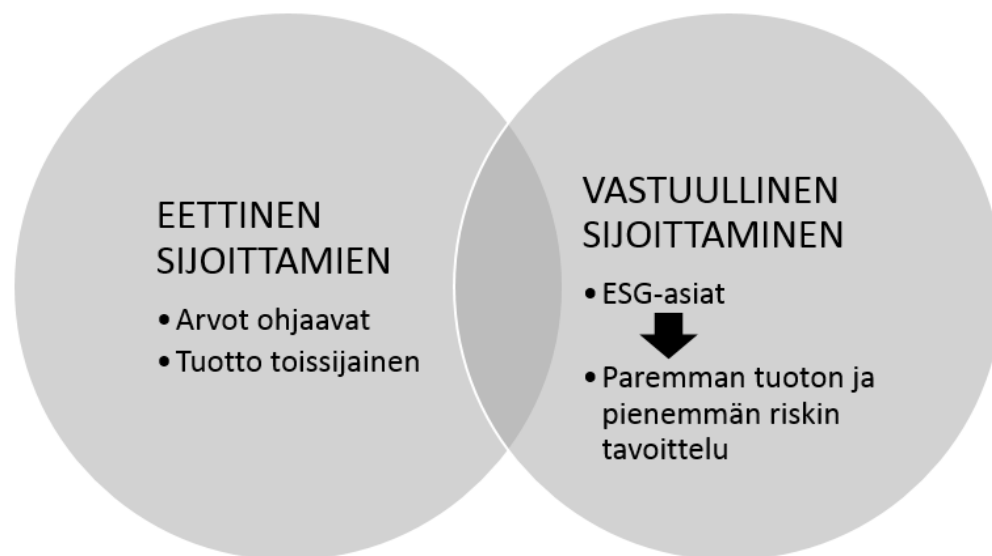 EETTINEN
SIJOITTAMIEN
• Arvot ohjaavat
• Tuotto toissijainen
VASTUULLINEN
SIJOITTAMINEN
• ESG-asiat
• Paremman tuoton ja
pienemmän riskin
tavoittelu